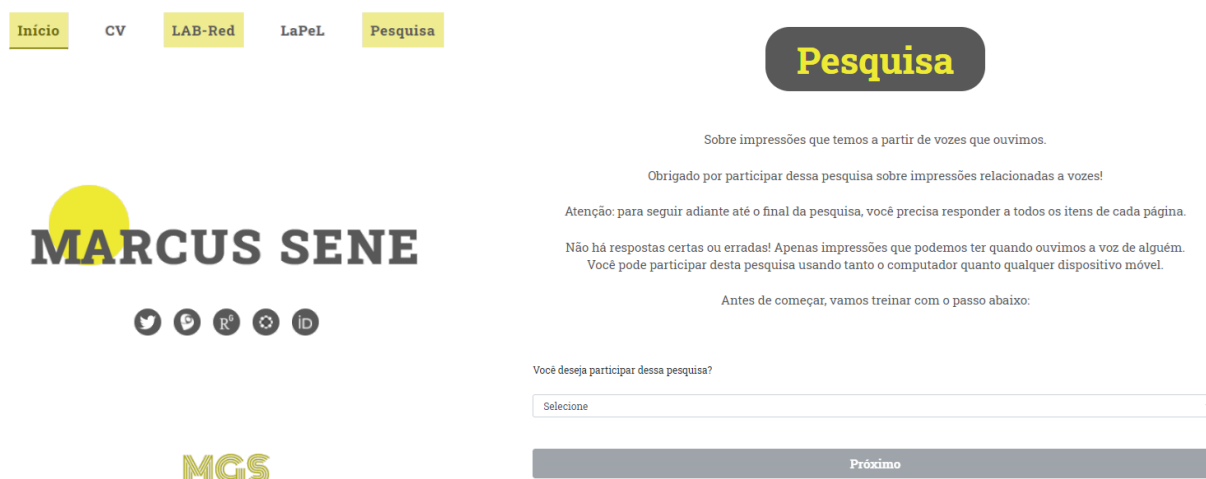 Início CV LAB-Red LaPeL Pesquisa
MARCUS SENE
R⁶ iD
MGS
Pesquisa
Sobre impressões que temos a partir de vozes que ouvimos.
Obrigado por participar dessa pesquisa sobre impressões relacionadas a vozes!
Atenção: para seguir adiante até o final da pesquisa, você precisa responder a todos os itens de cada página.
Não há respostas certas ou erradas! Apenas impressões que podemos ter quando ouvimos a voz de alguém.
Você pode participar desta pesquisa usando tanto o computador quanto qualquer dispositivo móvel.
Antes de começar, vamos treinar com o passo abaixo:
Você deseja participar dessa pesquisa?
Selecione
Próximo